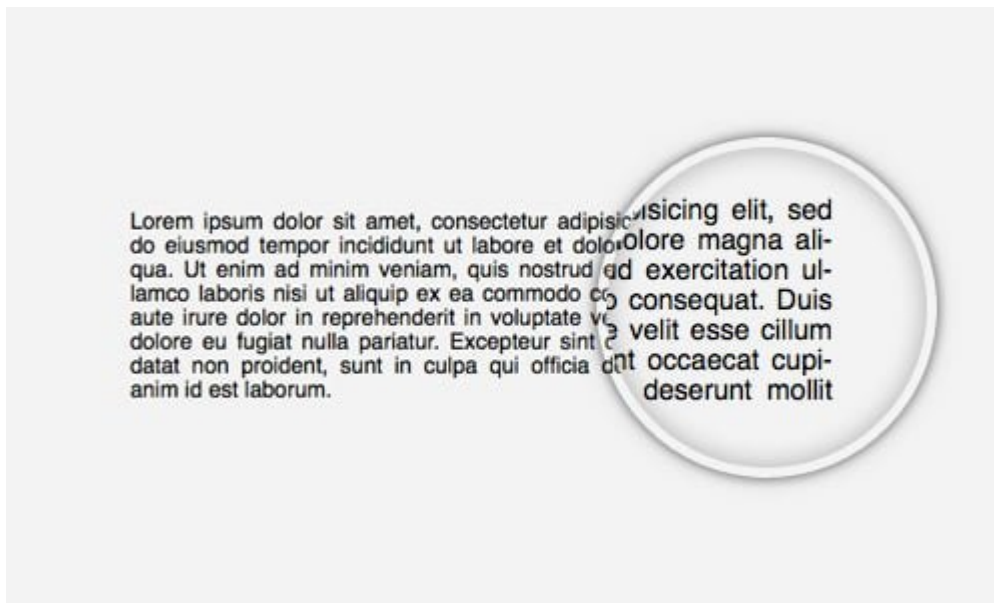 Lorem ipsum dolor sit amet, consectetur adipisicing elit, sed
do eiusmod tempor incididunt ut labore et dolore magna ali-
qua. Ut enim ad minim veniam, quis nostrud exercitation ul-
lamco laboris nisi ut aliquip ex ea commodo consequat. Duis
aute irure dolor in reprehenderit in voluptate velit esse cillum
dolore eu fugiat nulla pariatur. Excepteur sint occaecat cupi-
datat non proident, sunt in culpa qui officia deserunt mollit
anim id est laborum.